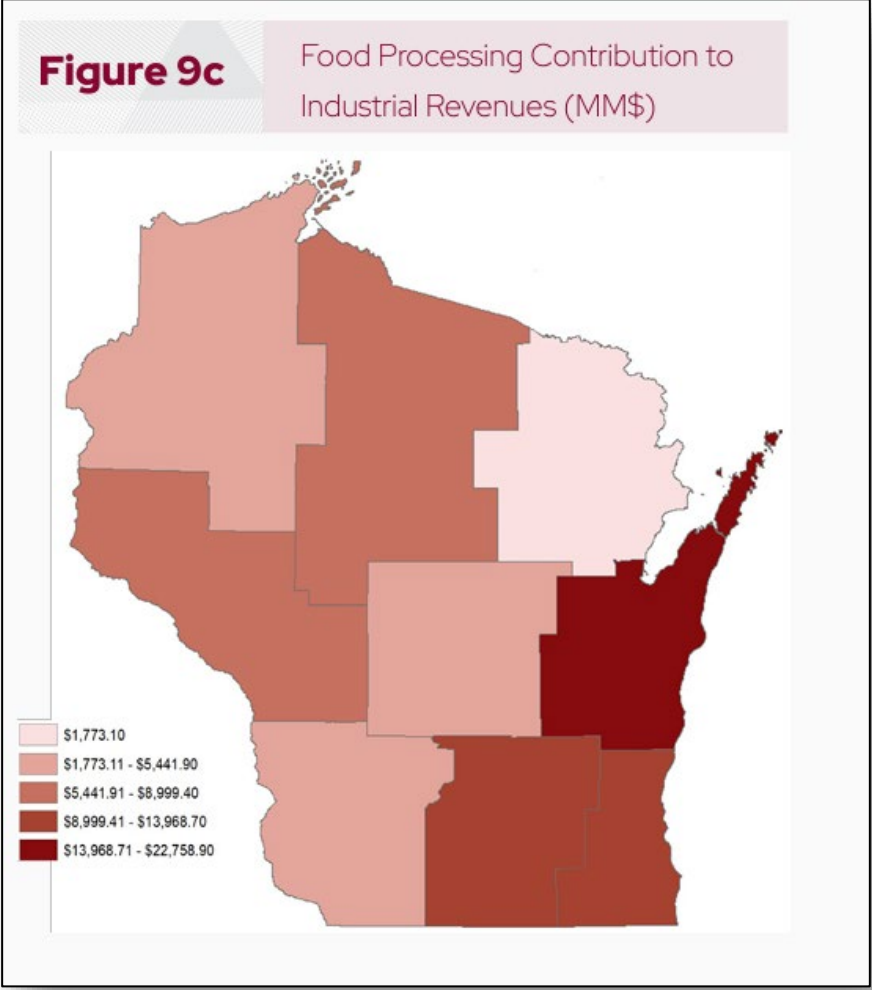 Figure 9c
Food Processing Contribution to
Industrial Revenues (MM$)
$1,773.10
$1,773.11 - $5,441.90
$5,441.91 - $8,999.40
$8,999.41 - $13,968.70
$13,968.71 - $22,758.90